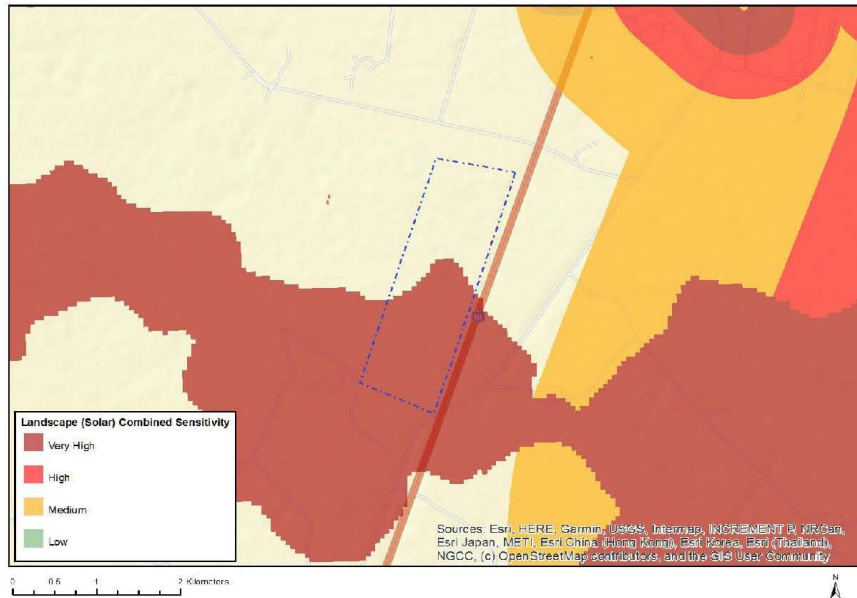 Landscape (Solar) Combined Sensitivity
Very High
High
Medium
Low
Sources: Esri, HERE, Garmin, USGS, Intermap, INCREMENT P, NRCan,
Esri Japan, METI, Esri China (Hong Kong), Esri Korea, Esri (Thailand),
NGCC, (c) OpenStreetMap contributors, and the GIS User Community
0 0.5 1 2 Kilometers
N